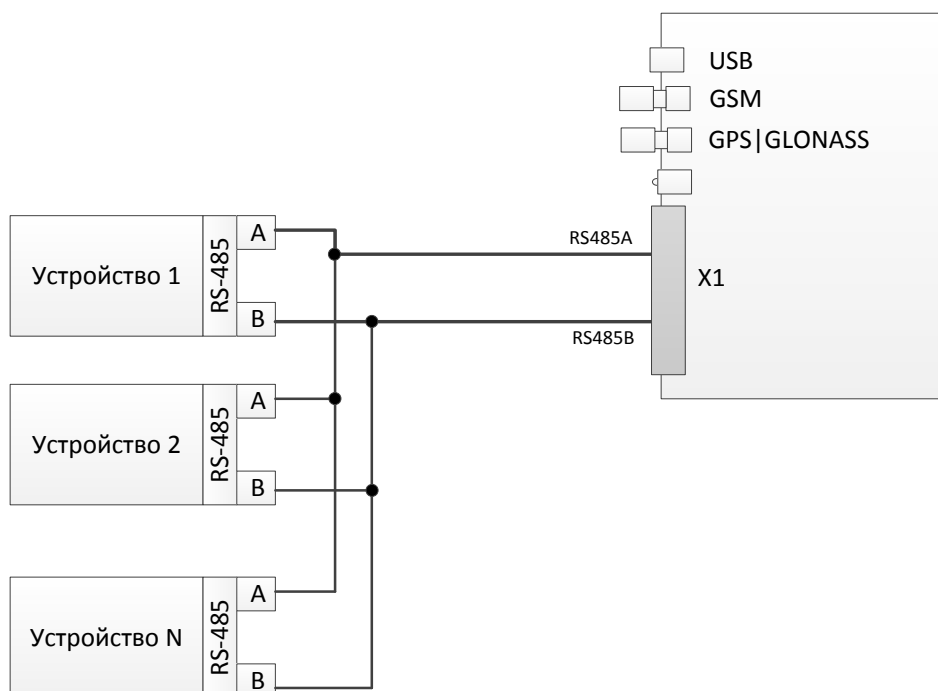 USB
GSM
GPS|GLONASS
RS485A
X1
RS485B
Устройство 1
RS-485
A
B
Устройство 2
RS-485
A
B
Устройство N
RS-485
A
B